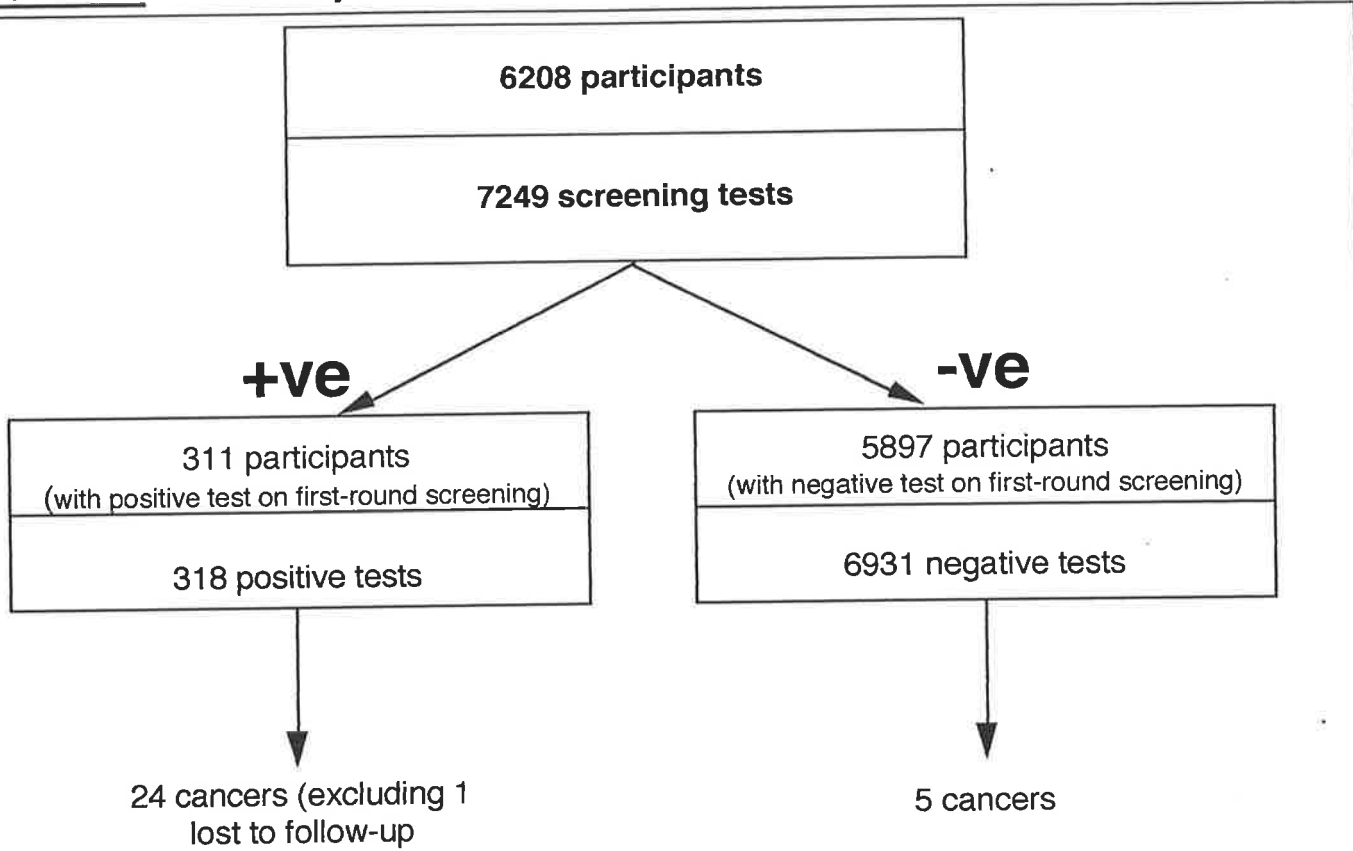 6208 participants
7249 screening tests
+ve
-ve
311 participants
(with positive test on first-round screening)
318 positive tests
5897 participants
(with negative test on first-round screening)
6931 negative tests
24 cancers (excluding 1
lost to follow-up
5 cancers